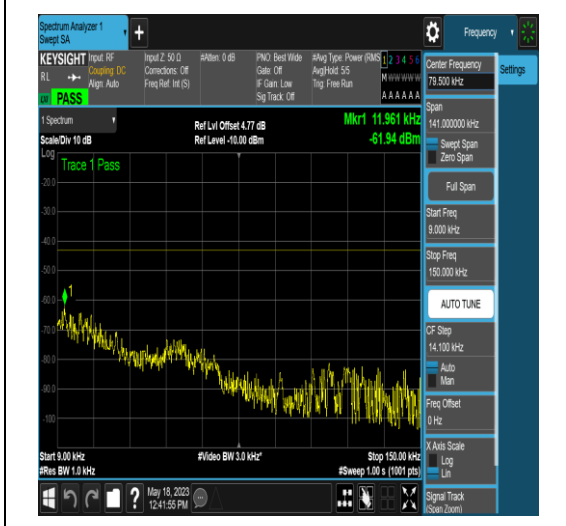 Spectrum Analyzer 1
Swept SA
+
Frequency
KEYSIGHT
Input: RF
Coupling: DC
Align: Auto
Input Z: 50 Ω
Corrections: Off
Freq Ref: Int (S)
#Atten: 0 dB
PNO: Best Wide
Gate: Off
IF Gain: Low
Sig Track: Off
#Avg Type: Power (RMS
Avg|Hold: 5/5
Trig: Free Run
1 2 3 4 5 6
M W W W W W
A A A A A A
RL
PASS
Center Frequency
79.500 kHz
Settings
Span
141.000000 kHz
Swept Span
Zero Span
Full Span
Start Freq
9.000 kHz
Stop Freq
150.000 kHz
AUTO TUNE
CF Step
14.100 kHz
Auto
Man
Freq Offset
0 Hz
X Axis Scale
Log
Lin
Signal Track
(Span Zoom)
1 Spectrum
Scale/Div 10 dB
Ref Lvl Offset 4.77 dB
Ref Level -10.00 dBm
Mkr1 11.961 kHz
-61.94 dBm
Log
Trace 1 Pass
-20.0
-30.0
-40.0
-50.0
-60.0
-70.0
-80.0
-90.0
-100
1
Start 9.00 kHz
#Res BW 1.0 kHz
#Video BW 3.0 kHz*
Stop 150.00 kHz
#Sweep 1.00 s (1001 pts)
?
May 18, 2023
12:41:55 PM